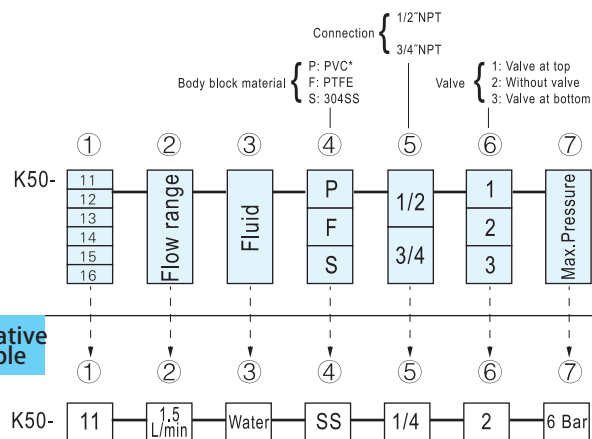 Connection { 1/2"NPT
3/4"NPT
Body block material { P: PVC*
F: PTFE
S: 304SS
Valve { 1: Valve at top
2: Without valve
3: Valve at bottom
① ② ③ ④ ⑤ ⑥ ⑦
K50-
11
12
13
14
15
16
Flow range
Fluid
P
F
S
1/2
3/4
1
2
3
Max.Pressure
ative
ble
① ② ③ ④ ⑤ ⑥ ⑦
K50- 11 1.5 L/min Water SS 1/4 2 6 Bar